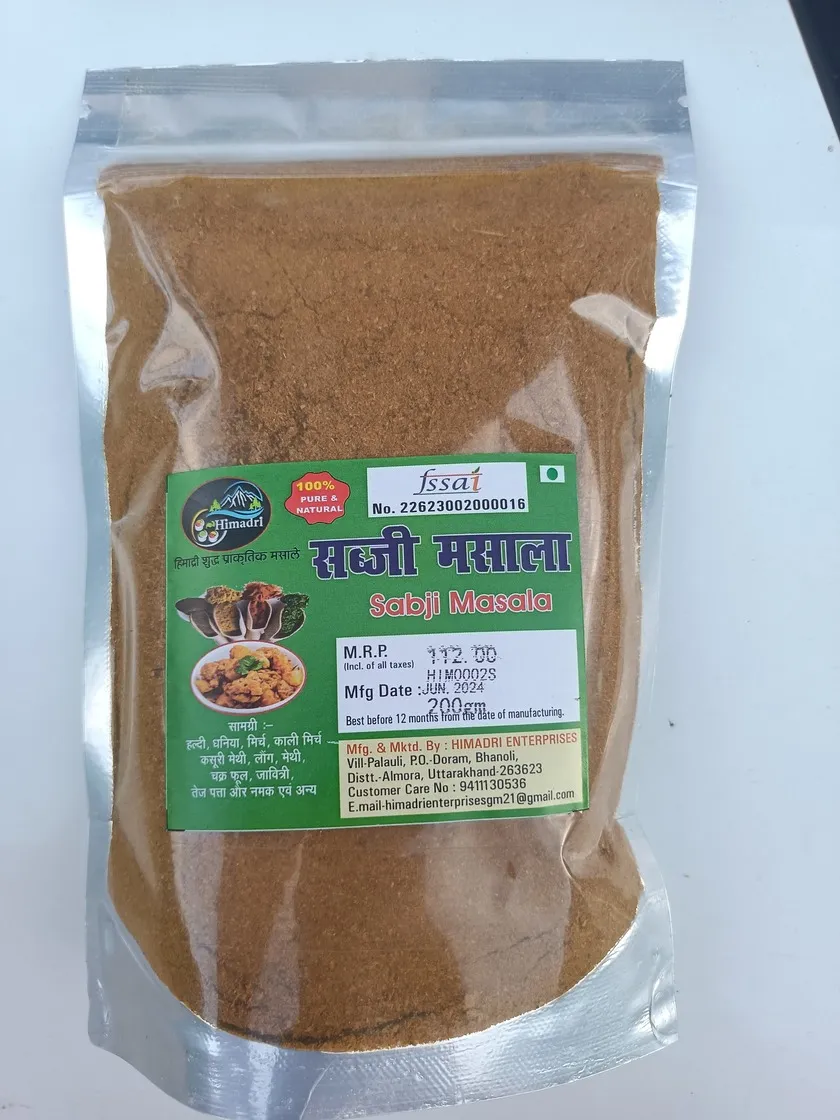 Himadri
हिमाद्री शुद्ध प्राकृतिक मसाले
100%
PURE &
NATURAL
fssai
No. 22623002000016
सब्जी मसाला
Sabji Masala
M.R.P. 112.00
(Incl. of all taxes)
HIM0002S
Mfg Date : JUN. 2024
200gm
Best before 12 months from the date of manufacturing.
सामग्री :–
हल्दी, धनिया, मिर्च, काली मिर्च
कसूरी मेथी, लौंग, मेथी,
चक्र फूल, जावित्री,
तेज पत्ता और नमक एवं अन्य
Mfg. & Mktd. By : HIMADRI ENTERPRISES
Vill-Palauli, P.O.-Doram, Bhanoli,
Distt.-Almora, Uttarakhand-263623
Customer Care No : 9411130536
E.mail-himadrienterprisesgm21@gmail.com